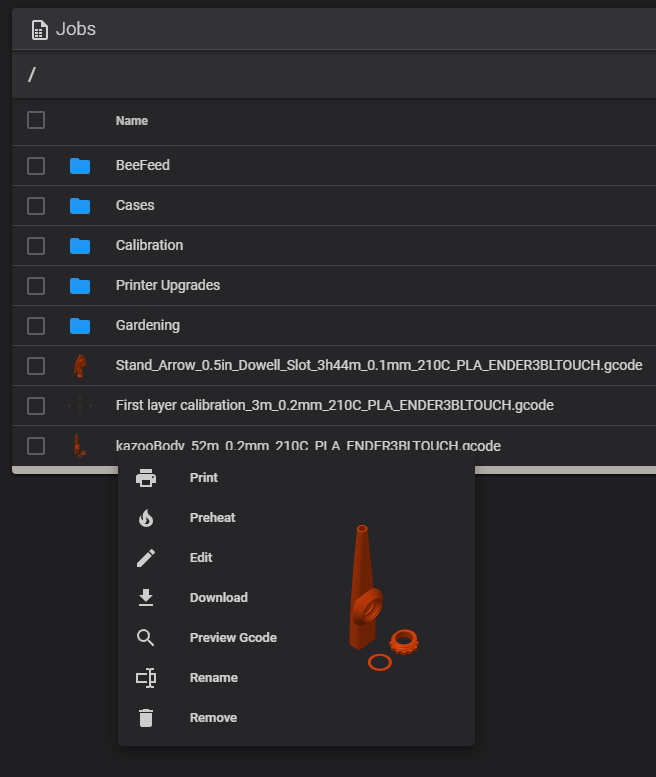 Jobs
/
Name
BeeFeed
Cases
Calibration
Printer Upgrades
Gardening
Stand_Arrow_0.5in_Dowell_Slot_3h44m_0.1mm_210C_PLA_ENDER3BLTOUCH.gcode
First layer calibration_3m_0.2mm_210C_PLA_ENDER3BLTOUCH.gcode
kazooBody_52m_0.2mm_210C_PLA_ENDER3BLTOUCH.gcode
Print
Preheat
Edit
Download
Preview Gcode
Rename
Remove